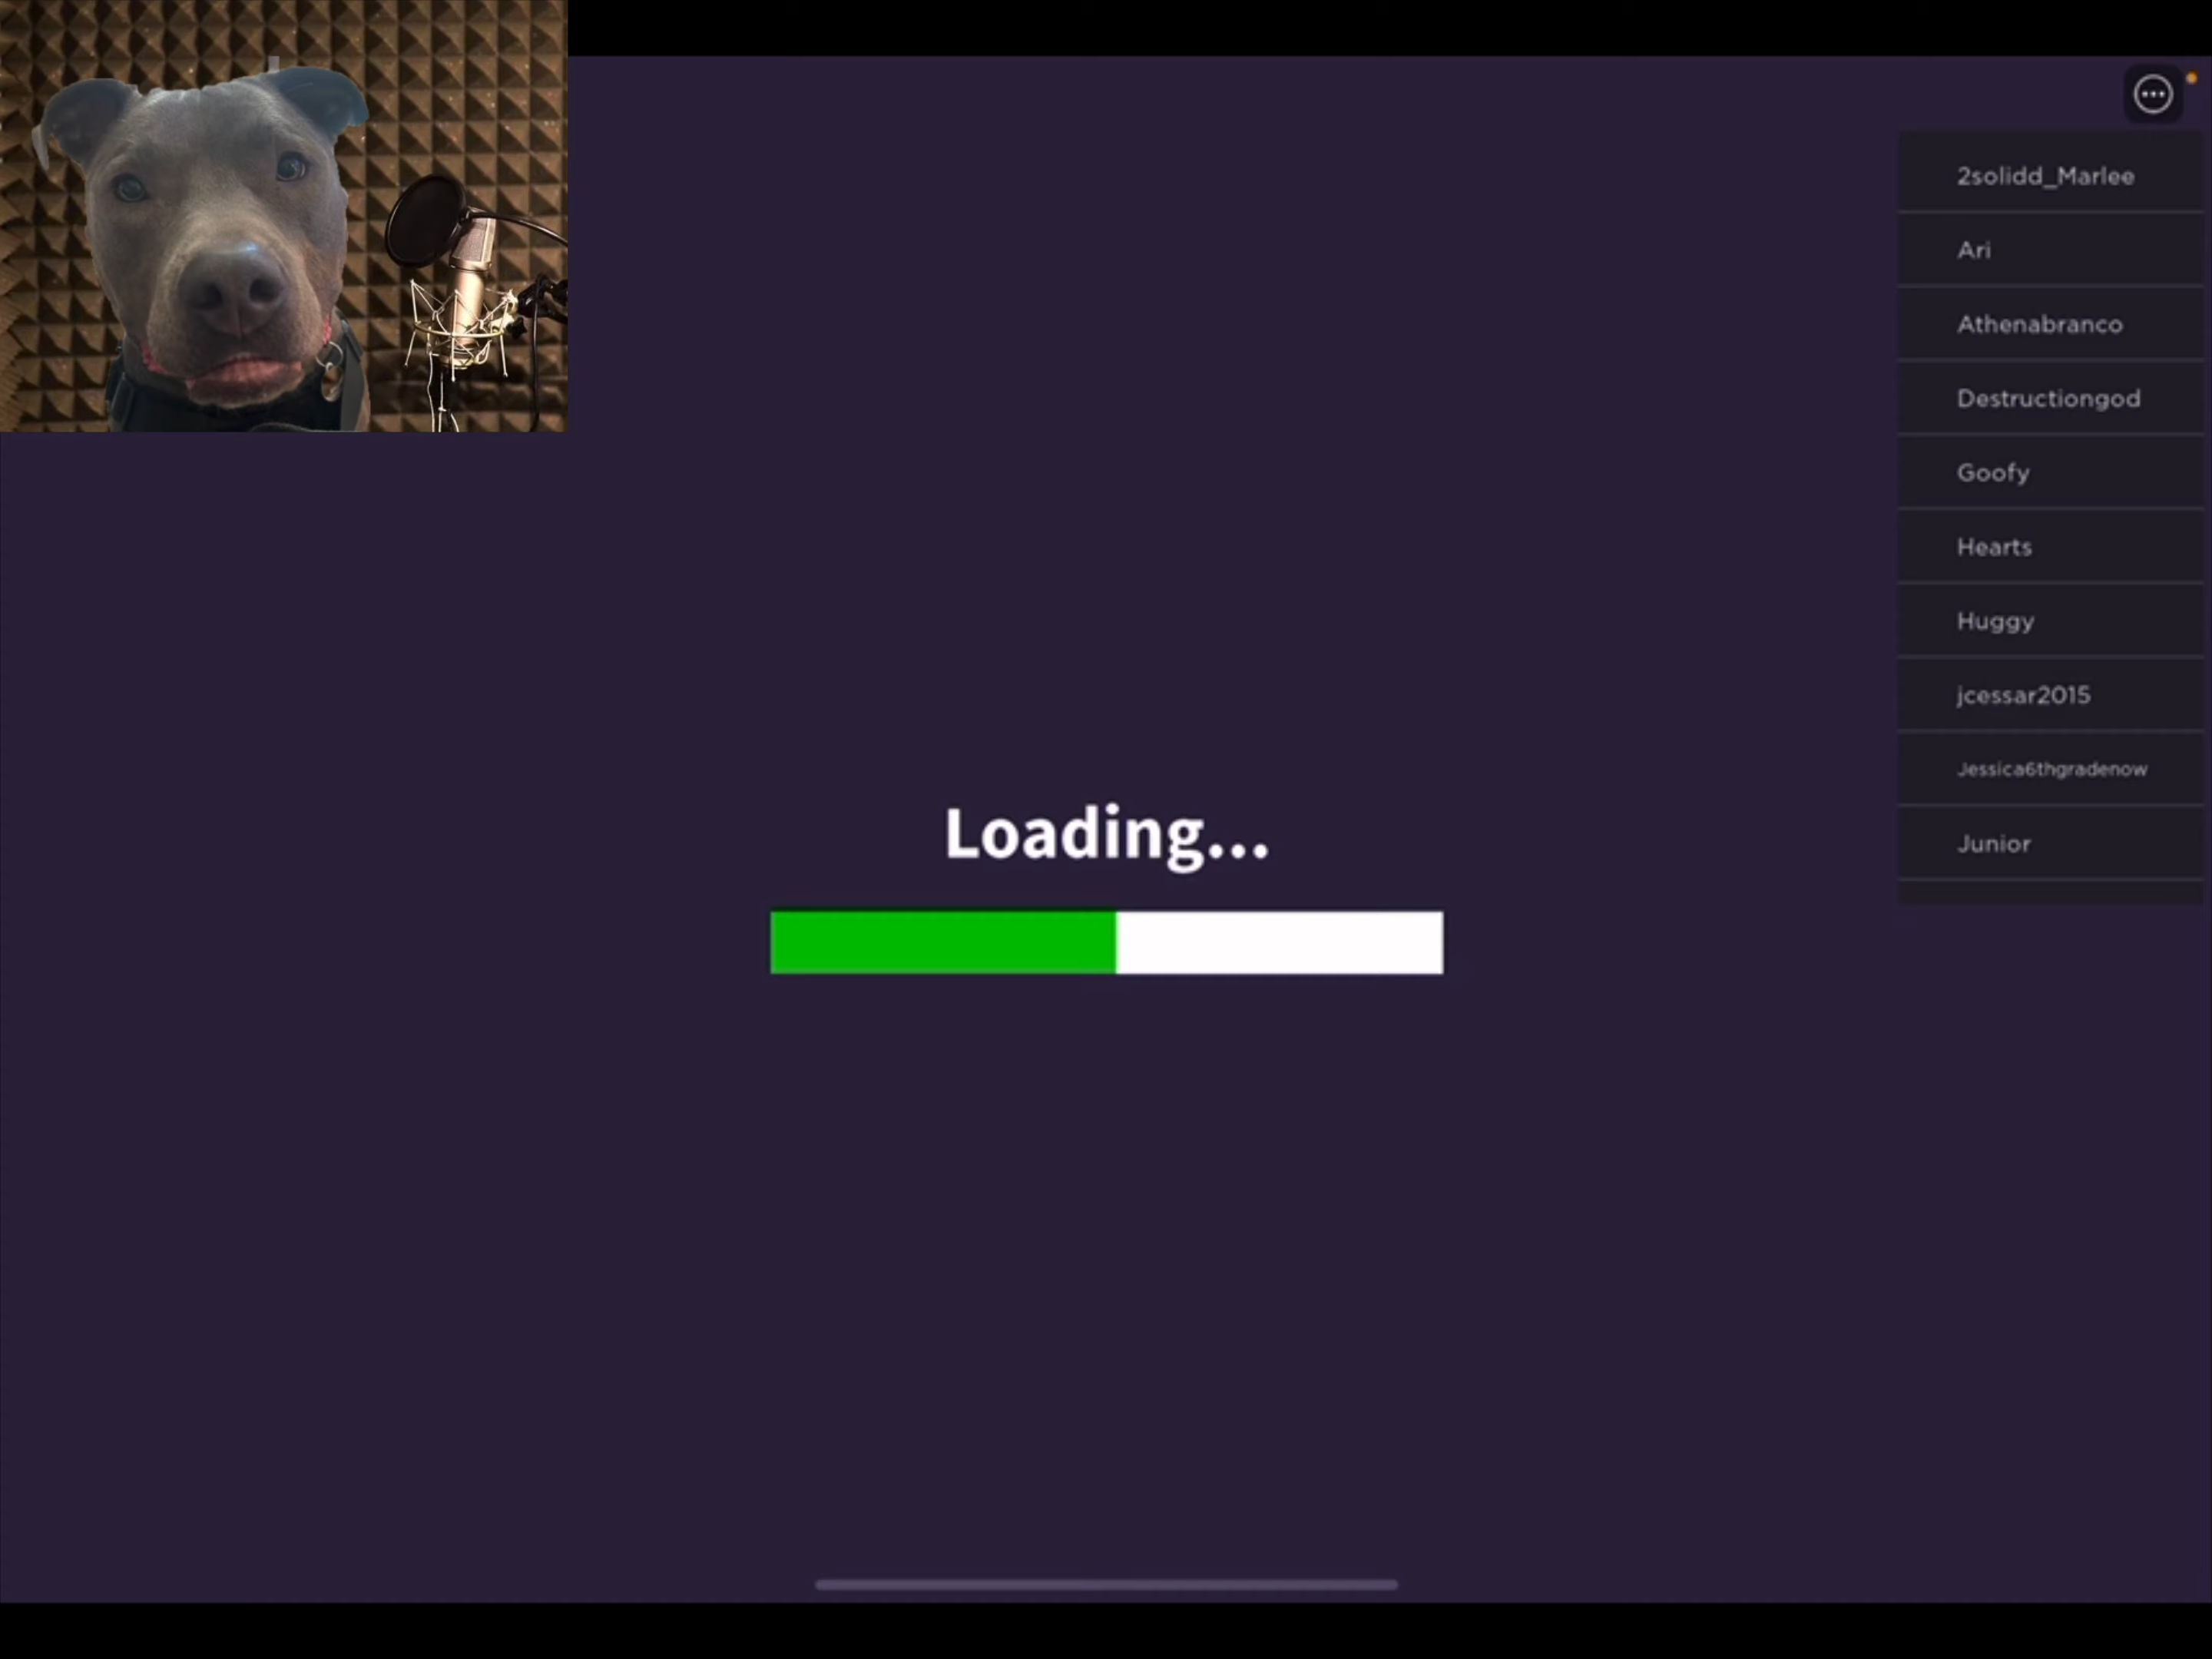 2solidd_Marlee
Ari
Athenabranco
Destructiongod
Goofy
Hearts
Huggy
jcessar2015
Jessica6thgradenow
Junior
Loading...